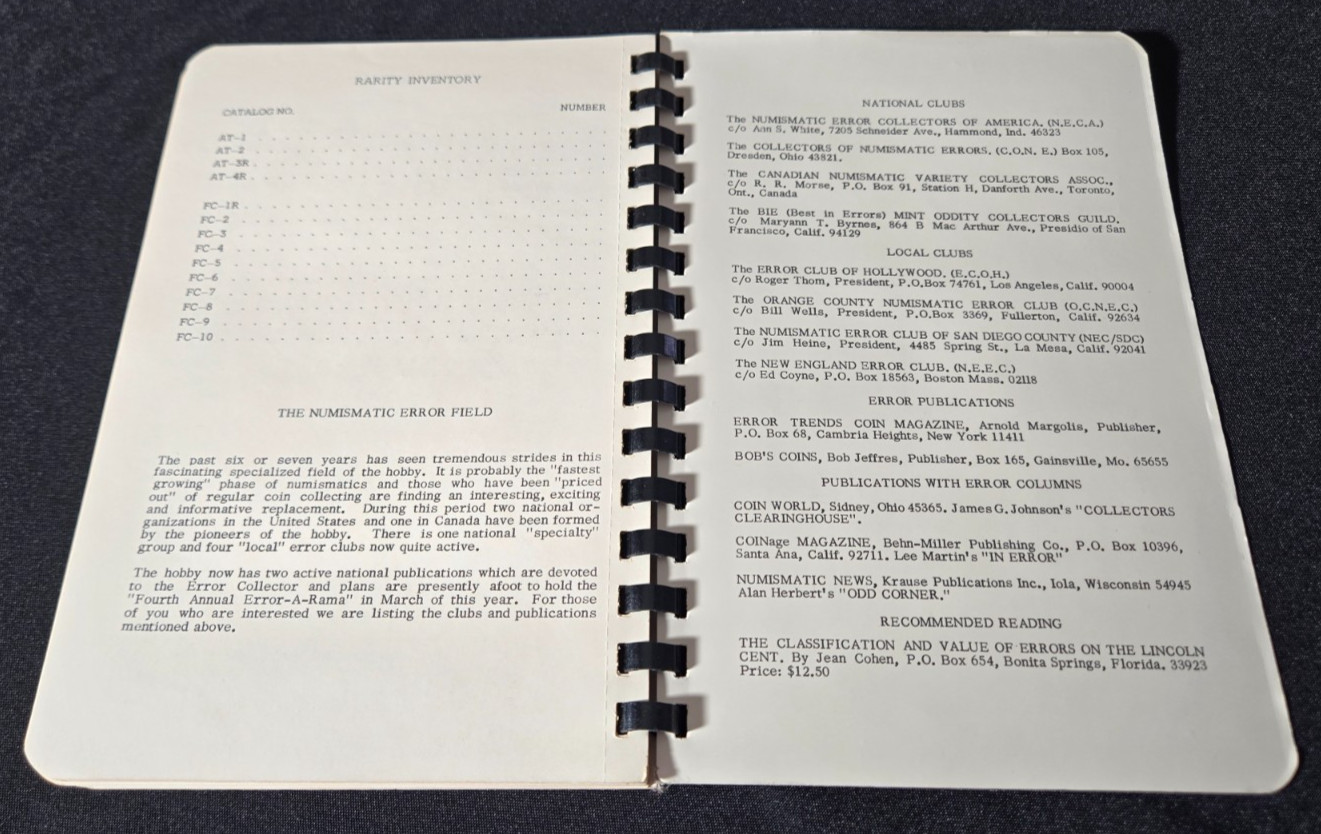 RARITY INVENTORY
CATALOG NO. NUMBER
AT-1 . . . . . . . . . . . . . . . . . . . . . . . . . . . .
AT-2 . . . . . . . . . . . . . . . . . . . . . . . . . . . .
AT-3R . . . . . . . . . . . . . . . . . . . . . . . . . . . .
AT-4R . . . . . . . . . . . . . . . . . . . . . . . . . . . .
FC-1R . . . . . . . . . . . . . . . . . . . . . . . . . . . .
FC-2 . . . . . . . . . . . . . . . . . . . . . . . . . . . .
FC-3 . . . . . . . . . . . . . . . . . . . . . . . . . . . .
FC-4 . . . . . . . . . . . . . . . . . . . . . . . . . . . .
FC-5 . . . . . . . . . . . . . . . . . . . . . . . . . . . .
FC-6 . . . . . . . . . . . . . . . . . . . . . . . . . . . .
FC-7 . . . . . . . . . . . . . . . . . . . . . . . . . . . .
FC-8 . . . . . . . . . . . . . . . . . . . . . . . . . . . .
FC-9 . . . . . . . . . . . . . . . . . . . . . . . . . . . .
FC-10 . . . . . . . . . . . . . . . . . . . . . . . . . . . .
THE NUMISMATIC ERROR FIELD
The past six or seven years has seen tremendous strides in this
fascinating specialized field of the hobby. It is probably the "fastest
growing" phase of numismatics and those who have been "priced
out" of regular coin collecting are finding an interesting, exciting
and informative replacement. During this period two national or-
ganizations in the United States and one in Canada have been formed
by the pioneers of the hobby. There is one national "specialty"
group and four "local" error clubs now quite active.
The hobby now has two active national publications which are devoted
to the Error Collector and plans are presently afoot to hold the
"Fourth Annual Error-A-Rama" in March of this year. For those
of you who are interested we are listing the clubs and publications
mentioned above.
NATIONAL CLUBS
The NUMISMATIC ERROR COLLECTORS OF AMERICA. (N.E.C.A.)
c/o Ann S. White, 7205 Schneider Ave., Hammond, Ind. 46323
The COLLECTORS OF NUMISMATIC ERRORS. (C.O.N. E.) Box 105,
Dresden, Ohio 43821.
The CANADIAN NUMISMATIC VARIETY COLLECTORS ASSOC.,
c/o R. R. Morse, P.O. Box 91, Station H, Danforth Ave., Toronto,
Ont., Canada
The BIE (Best in Errors) MINT ODDITY COLLECTORS GUILD.
c/o Maryann T. Byrnes, 864 B Mac Arthur Ave., Presidio of San
Francisco, Calif. 94129
LOCAL CLUBS
The ERROR CLUB OF HOLLYWOOD. (E.C.O.H.)
c/o Roger Thom, President, P.O.Box 74761, Los Angeles, Calif. 90004
The ORANGE COUNTY NUMISMATIC ERROR CLUB (O.C.N.E.C.)
c/o Bill Wells, President, P.O.Box 3369, Fullerton, Calif. 92634
The NUMISMATIC ERROR CLUB OF SAN DIEGO COUNTY (NEC/SDC)
c/o Jim Heine, President, 4485 Spring St., La Mesa, Calif. 92041
The NEW ENGLAND ERROR CLUB. (N.E.E.C.)
c/o Ed Coyne, P.O. Box 18563, Boston Mass. 02118
ERROR PUBLICATIONS
ERROR TRENDS COIN MAGAZINE, Arnold Margolis, Publisher,
P.O. Box 68, Cambria Heights, New York 11411
BOB'S COINS, Bob Jeffres, Publisher, Box 165, Gainsville, Mo. 65655
PUBLICATIONS WITH ERROR COLUMNS
COIN WORLD, Sidney, Ohio 45365. James G. Johnson's "COLLECTORS
CLEARINGHOUSE".
COINage MAGAZINE, Behn-Miller Publishing Co., P.O. Box 10396,
Santa Ana, Calif. 92711. Lee Martin's "IN ERROR"
NUMISMATIC NEWS, Krause Publications Inc., Iola, Wisconsin 54945
Alan Herbert's "ODD CORNER."
RECOMMENDED READING
THE CLASSIFICATION AND VALUE OF ERRORS ON THE LINCOLN
CENT. By Jean Cohen, P.O. Box 654, Bonita Springs, Florida. 33923
Price: $12.50